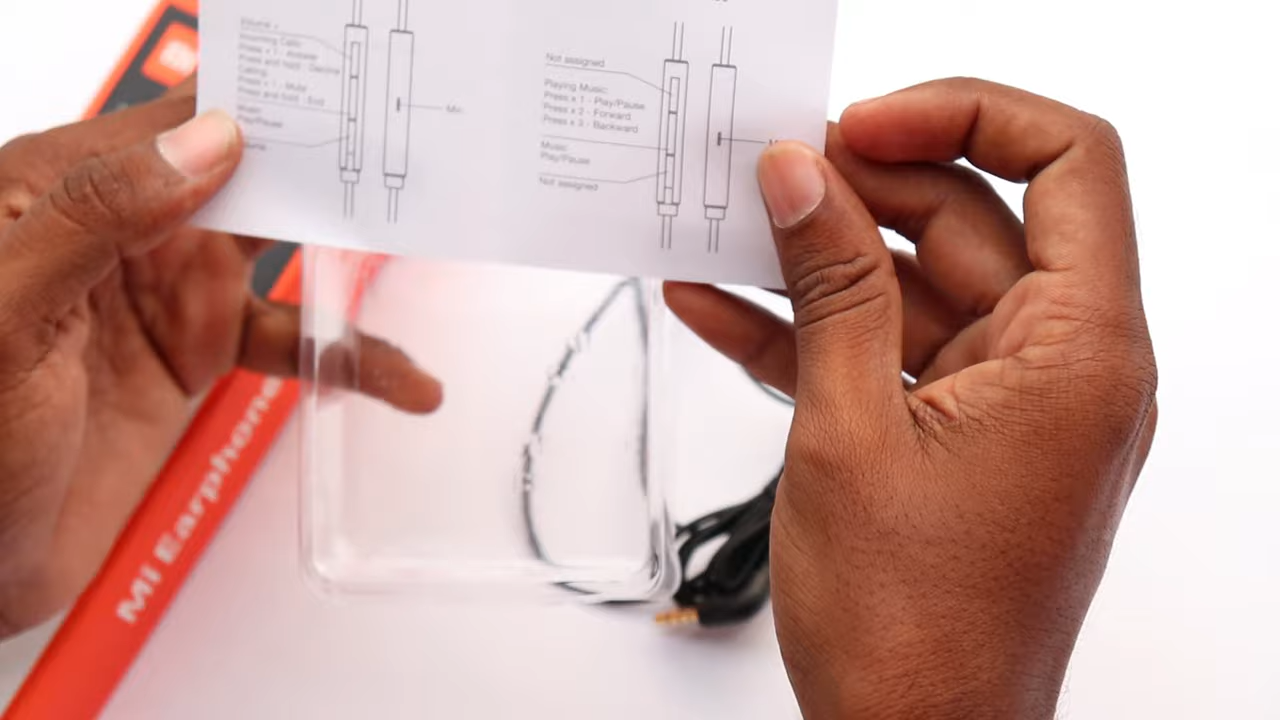 Volume +
Incoming Calls:
Press x 1 - Answer
Press and hold - Decline
Calling:
Press x 1 - Mute
Press and hold - End
Music:
Play/Pause
Mic
Not assigned
Playing Music:
Press x 1 - Play/Pause
Press x 2 - Forward
Press x 3 - Backward
Music:
Play/Pause
Not assigned
Mi Earphone